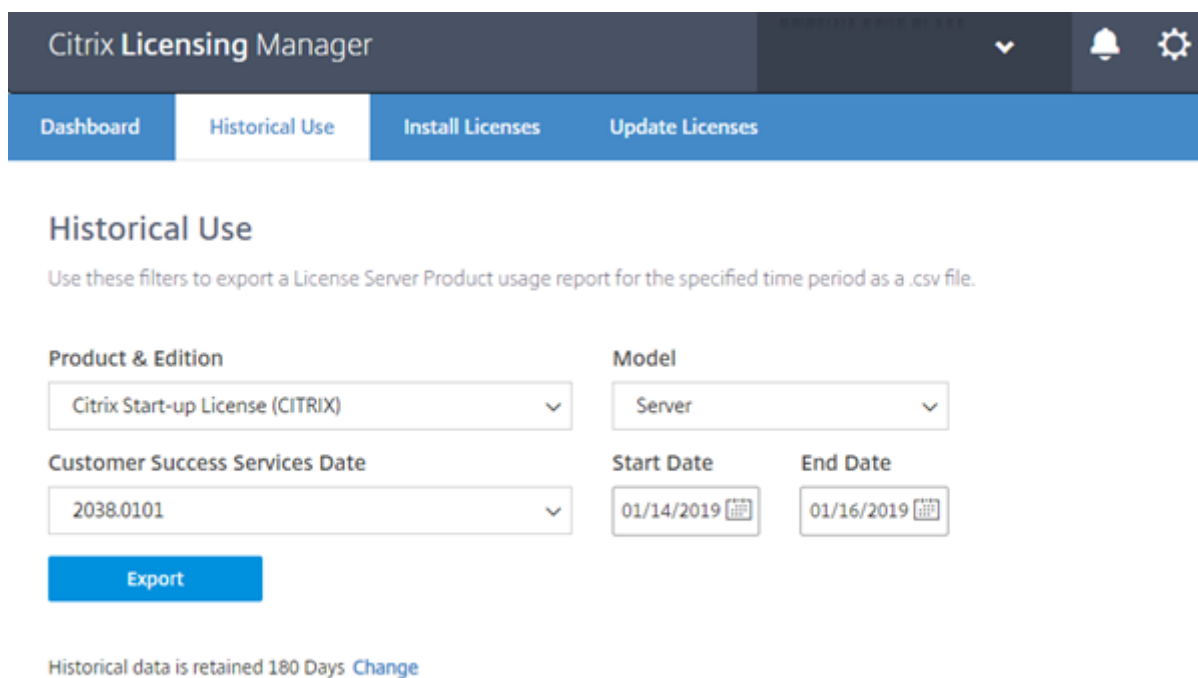 Citrix Licensing Manager
Dashboard Historical Use Install Licenses Update Licenses
Historical Use
Use these filters to export a License Server Product usage report for the specified time period as a .csv file.
Product & Edition Model
Citrix Start-up License (CITRIX) Server
Customer Success Services Date Start Date End Date
2038.0101 01/14/2019 01/16/2019
Export
Historical data is retained 180 Days Change